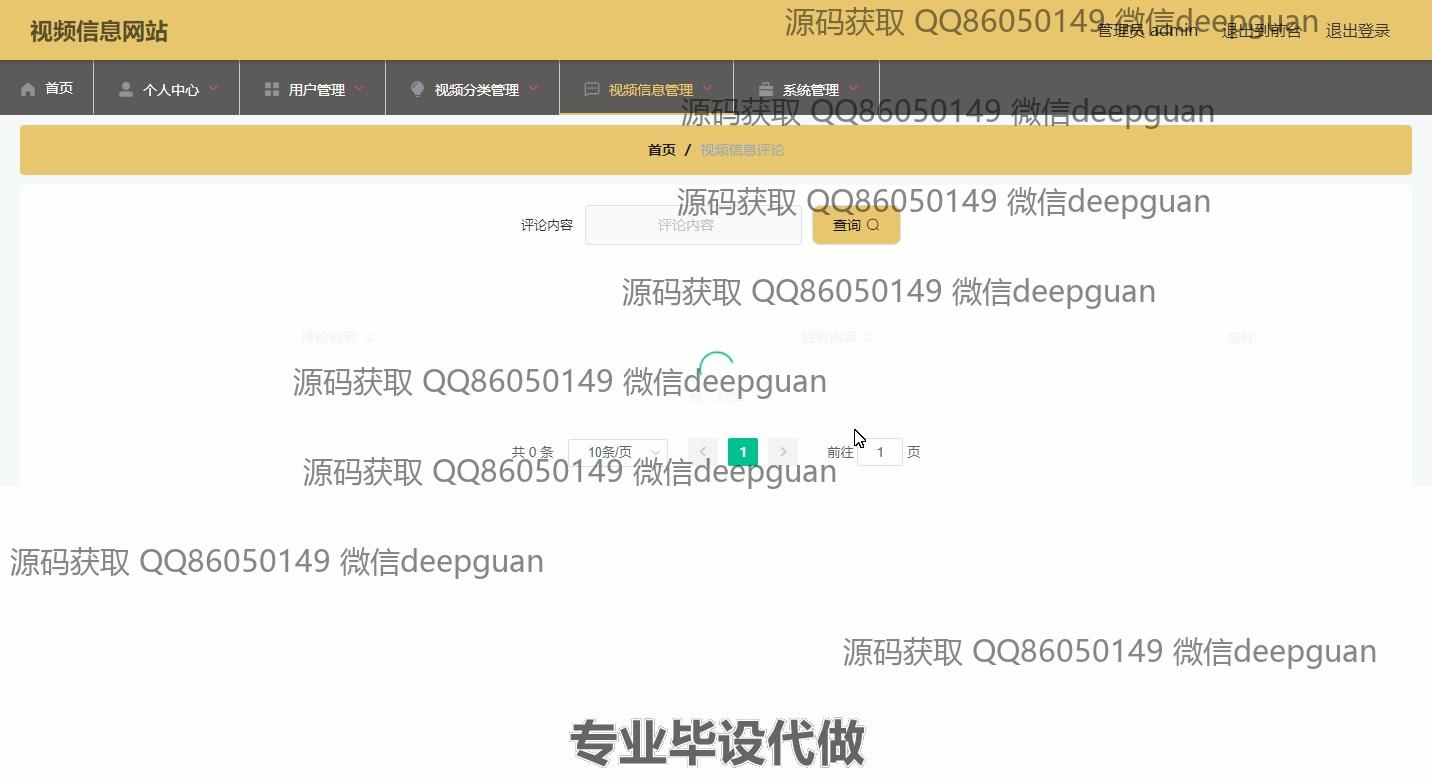 视频信息网站
源码获取 QQ86050149 微信deepguan
管理员 admin 退出到前台 退出登录
首页 个人中心 用户管理 视频分类管理 视频信息管理 系统管理
源码获取 QQ86050149 微信deepguan
首页 / 视频信息评论
源码获取 QQ86050149 微信deepguan
评论内容 评论内容 查询
源码获取 QQ86050149 微信deepguan
评论内容 回复内容 操作
源码获取 QQ86050149 微信deepguan
暂无数据
共 0 条 10条/页 1 前往 1 页
源码获取 QQ86050149 微信deepguan
源码获取 QQ86050149 微信deepguan
源码获取 QQ86050149 微信deepguan
专业毕设代做